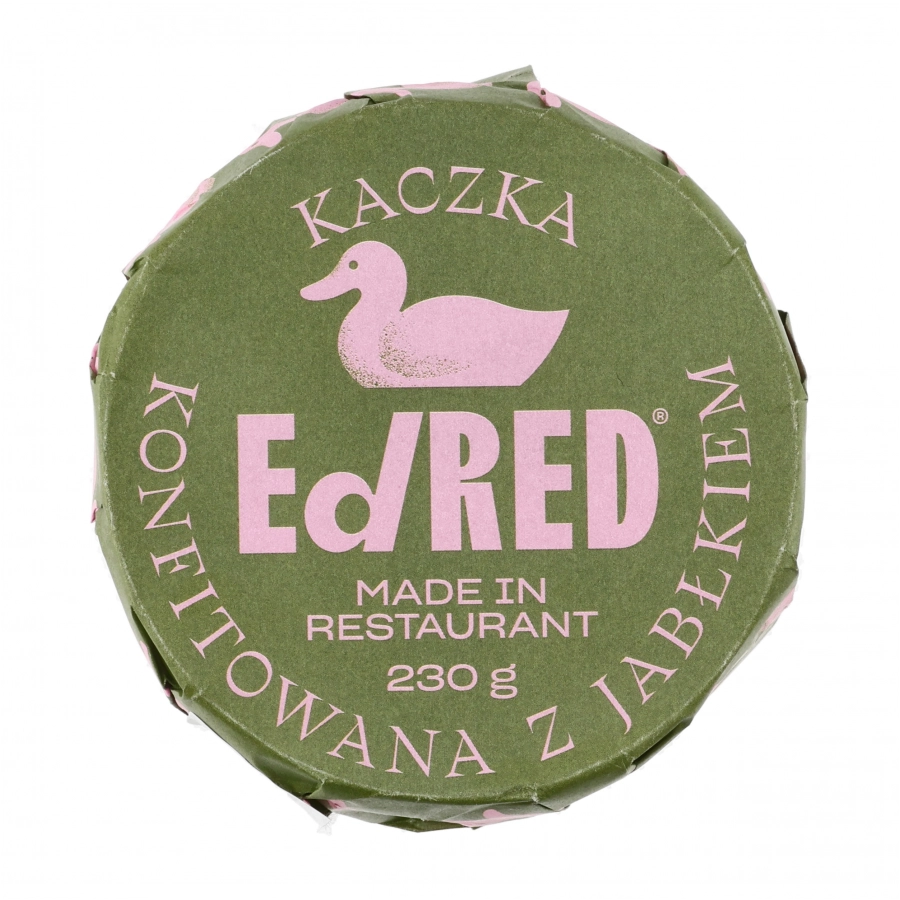 KACZKA
EdRED®
MADE IN
RESTAURANT
230 g
KONFITOWANA Z JABŁKIEM